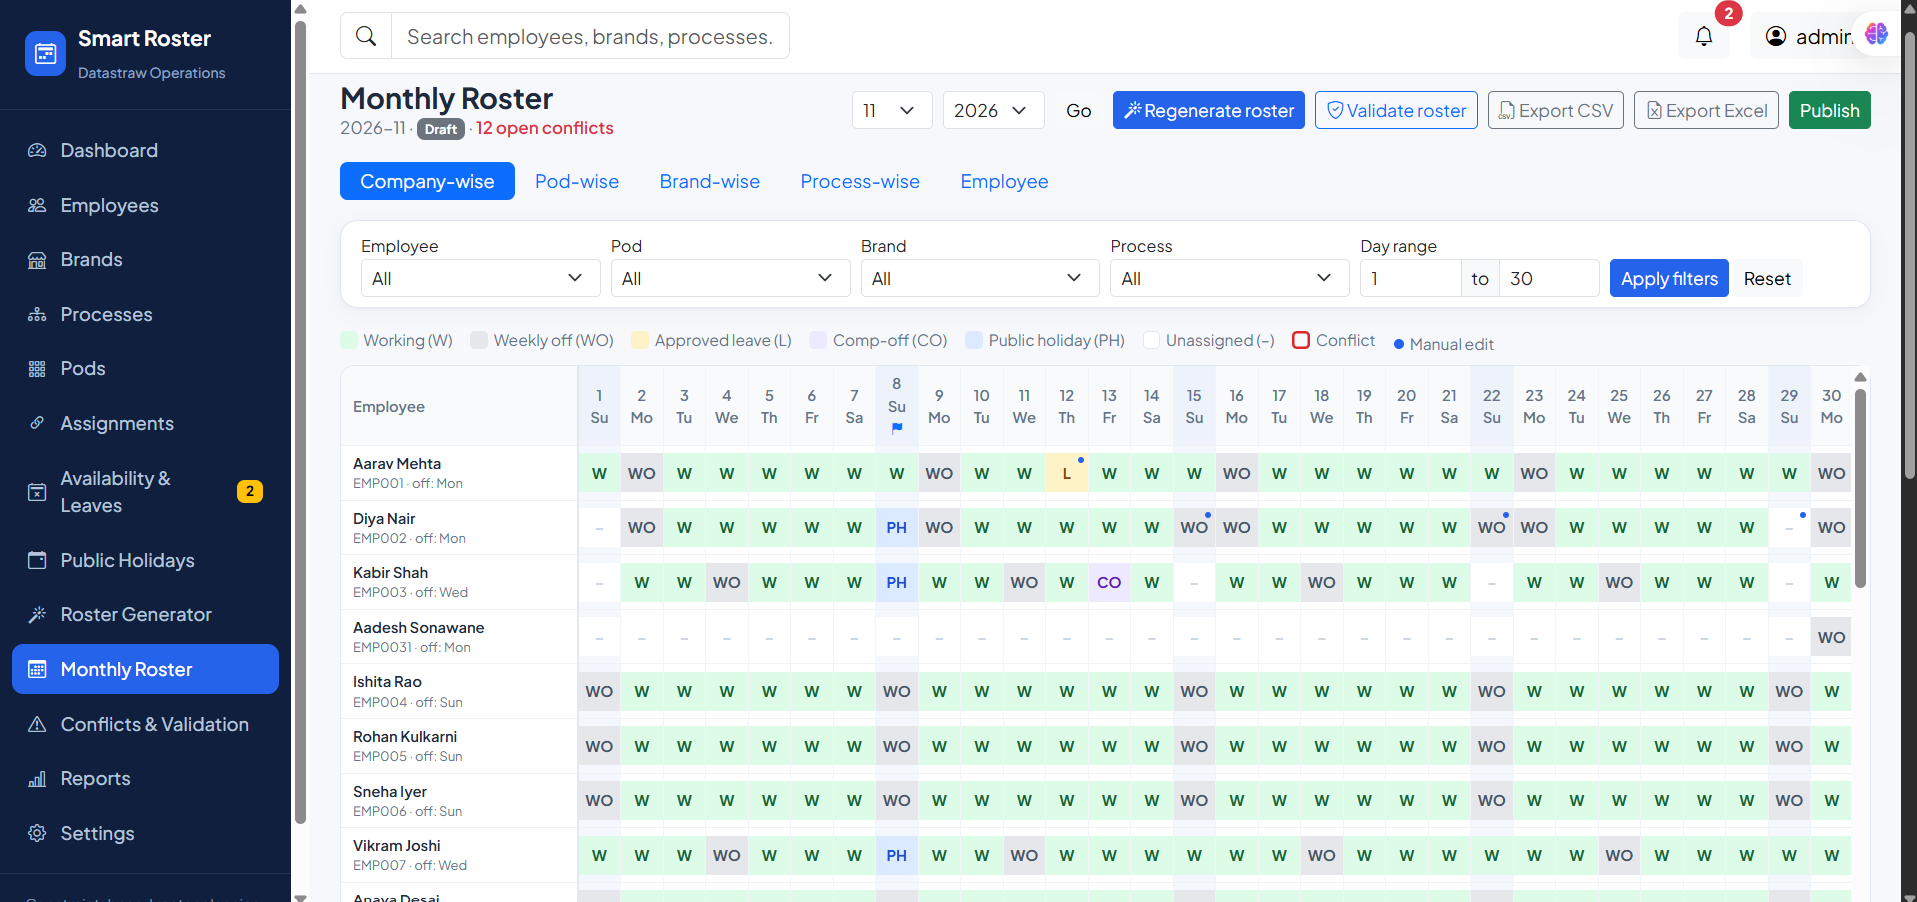 Smart Roster
Datastraw Operations
Dashboard
Employees
Brands
Processes
Pods
Assignments
Availability &
Leaves
2
Public Holidays
Roster Generator
Monthly Roster
Conflicts & Validation
Reports
Settings
Search employees, brands, processes.
2
admin
Monthly Roster
2026-11 · Draft · 12 open conflicts
11
2026
Go
Regenerate roster
Validate roster
Export CSV
Export Excel
Publish
Company-wise Pod-wise Brand-wise Process-wise Employee
Employee Pod Brand Process Day range
All All All All 1 to 30 Apply filters Reset
Working (W) Weekly off (WO) Approved leave (L) Comp-off (CO) Public holiday (PH) Unassigned (–) Conflict Manual edit
Employee
1 2 3 4 5 6 7 8 9 10 11 12 13 14 15 16 17 18 19 20 21 22 23 24 25 26 27 28 29 30
Su Mo Tu We Th Fr Sa Su Mo Tu We Th Fr Sa Su Mo Tu We Th Fr Sa Su Mo Tu We Th Fr Sa Su Mo
Aarav Mehta
EMP001 · off: Mon
W WO W W W W W W WO W W L W W W WO W W W W W W WO W W W W W W WO
Diya Nair
EMP002 · off: Mon
– WO W W W W W PH WO W W W W W WO WO W W W W W WO WO W W W W W – WO
Kabir Shah
EMP003 · off: Wed
– W W WO W W W PH W W WO W CO W – W W WO W W W – W W WO W W W – W
Aadesh Sonawane
EMP0031 · off: Mon
– – – – – – – – – – – – – – – – – – – – – – – – – – – – – WO
Ishita Rao
EMP004 · off: Sun
WO W W W W W W WO W W W W W W WO W W W W W W WO W W W W W W WO W
Rohan Kulkarni
EMP005 · off: Sun
WO W W W W W W WO W W W W W W WO W W W W W W WO W W W W W W WO W
Sneha Iyer
EMP006 · off: Sun
WO W W W W W W WO W W W W W W WO W W W W W W WO W W W W W W WO W
Vikram Joshi
EMP007 · off: Wed
W W W WO W W W PH W W WO W W W W W W WO W W W W W W WO W W W W W
Anaya Desai